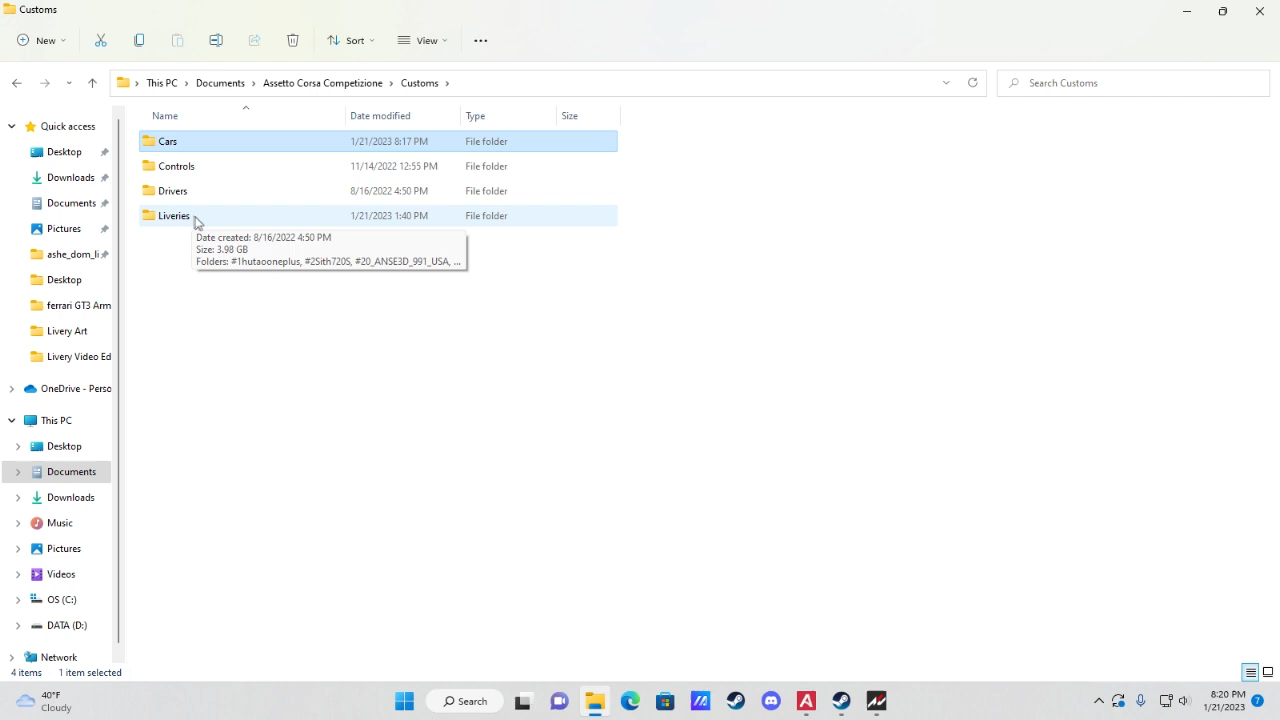 Customs
New
Sort
View
This PC > Documents > Assetto Corsa Competizione > Customs >
Search Customs
Name Date modified Type Size
Cars 1/21/2023 8:17 PM File folder
Controls 11/14/2022 12:55 PM File folder
Drivers 8/16/2022 4:50 PM File folder
Liveries 1/21/2023 1:40 PM File folder
Date created: 8/16/2022 4:50 PM
Size: 3.98 GB
Folders: #1hutaooneplus, #2Sith720S, #20_ANSE3D_991_USA, ...
Quick access
Desktop
Downloads
Documents
Pictures
ashe_dom_li
Desktop
ferrari GT3 Arm
Livery Art
Livery Video Ed
OneDrive - Perso
This PC
Desktop
Documents
Downloads
Music
Pictures
Videos
OS (C:)
DATA (D:)
Network
4 items 1 item selected
40°F
Cloudy
Search
8:20 PM
1/21/2023
7